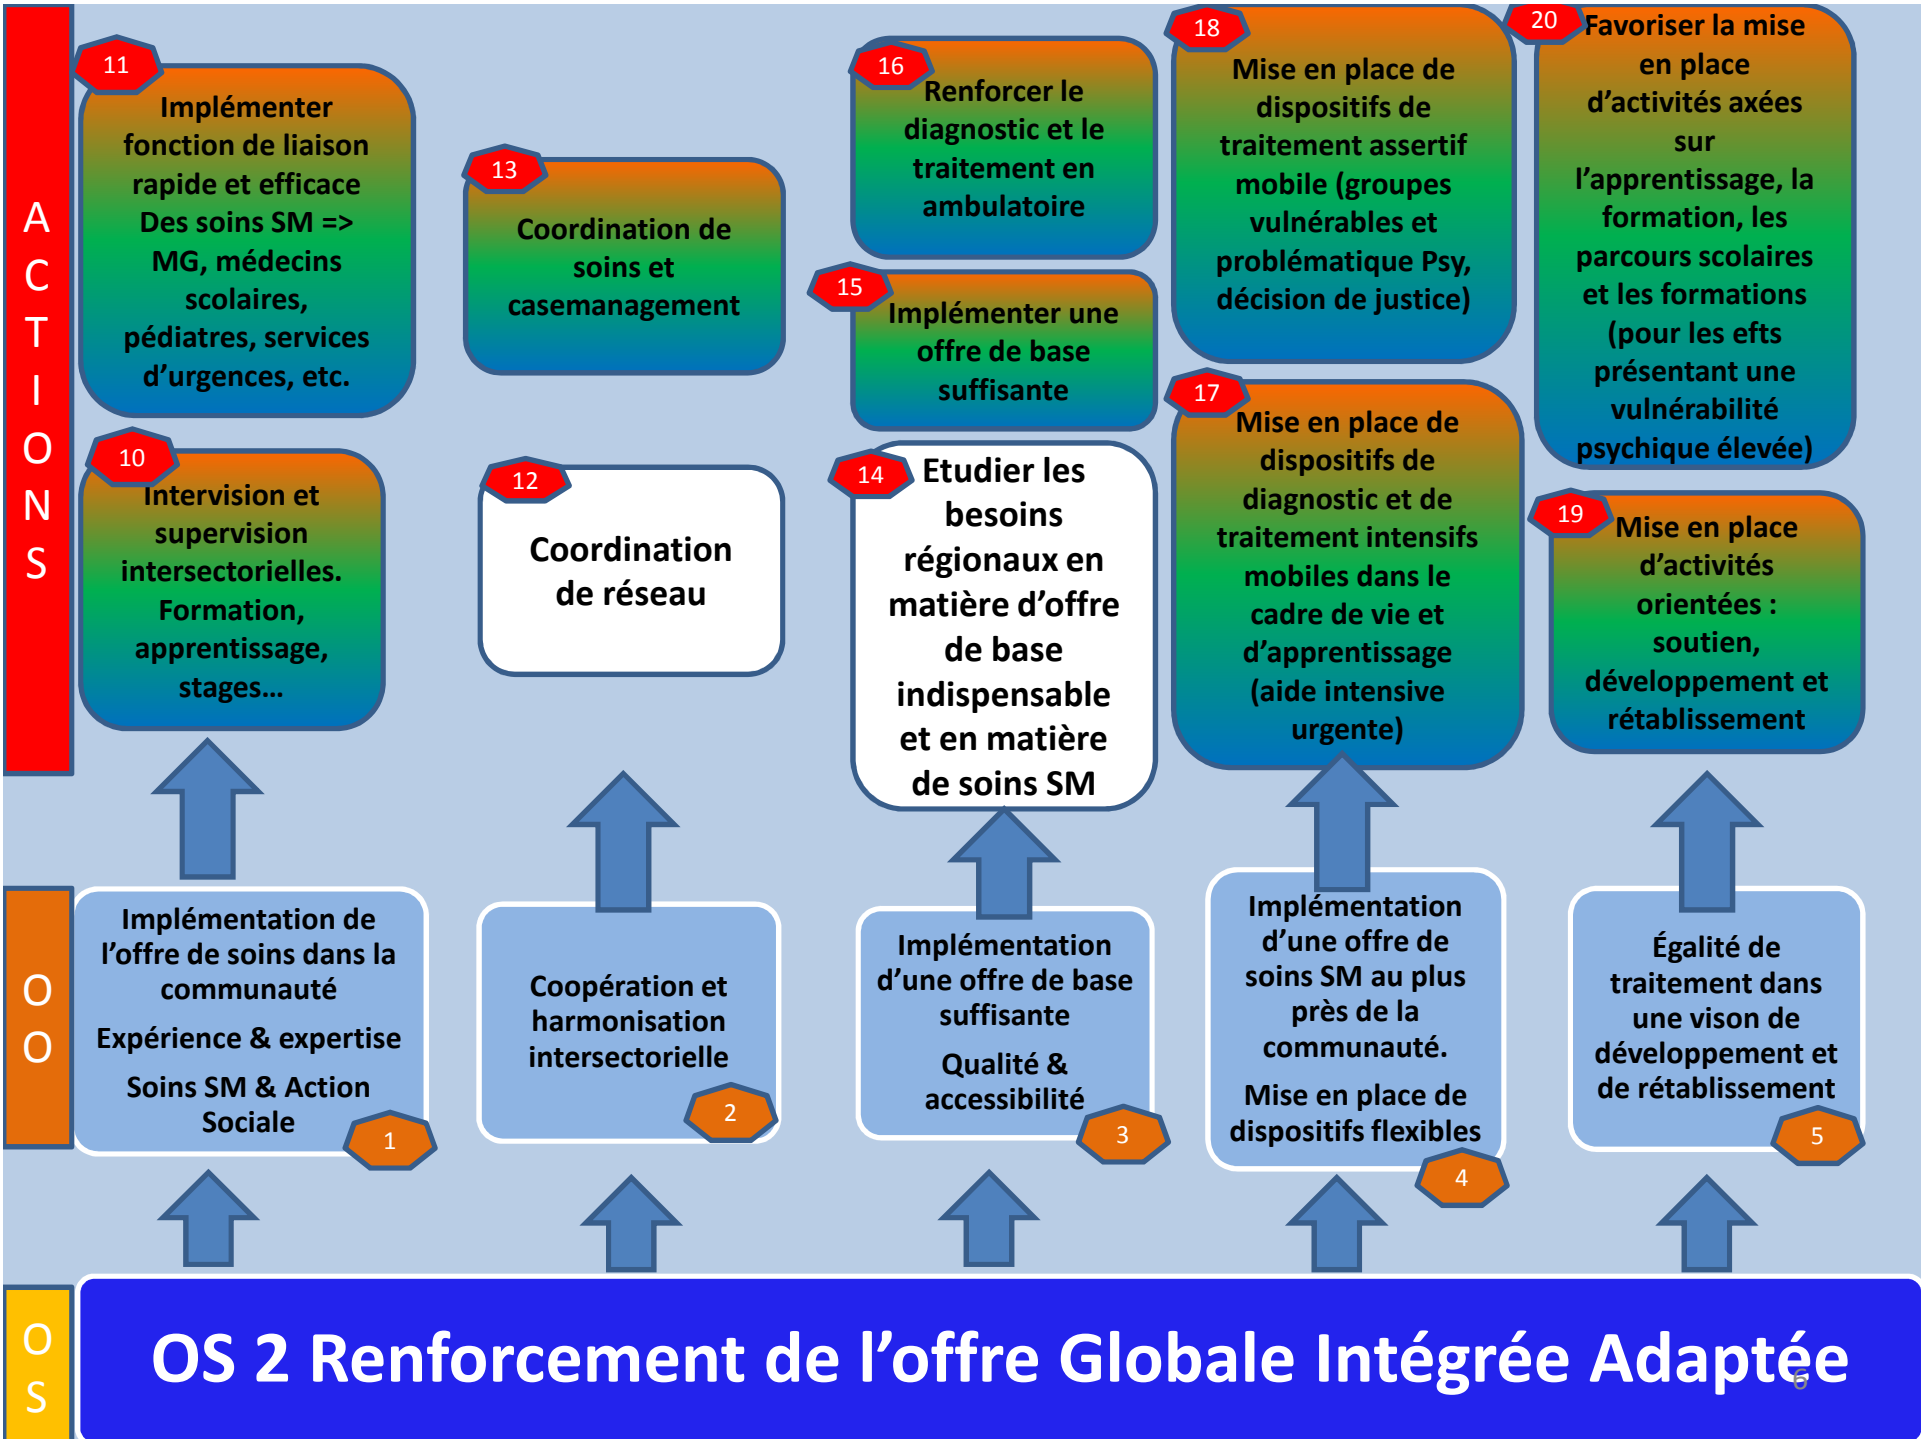 A
C
T
I
O
N
S
11
Implémenter
fonction de liaison
rapide et efficace
Des soins SM =>
MG, médecins
scolaires,
pédiatres, services
d’urgences, etc.
10
Intervision et
supervision
intersectorielles.
Formation,
apprentissage,
stages…
13
Coordination de
soins et
casemanagement
12
Coordination
de réseau
16
Renforcer le
diagnostic et le
traitement en
ambulatoire
15
Implémenter une
offre de base
suffisante
14
Etudier les
besoins
régionaux en
matière d’offre
de base
indispensable
et en matière
de soins SM
18
Mise en place de
dispositifs de
traitement assertif
mobile (groupes
vulnérables et
problématique Psy,
décision de justice)
17
Mise en place de
dispositifs de
diagnostic et de
traitement intensifs
mobiles dans le
cadre de vie et
d’apprentissage
(aide intensive
urgente)
20
Favoriser la mise
en place
d’activités axées
sur
l’apprentissage, la
formation, les
parcours scolaires
et les formations
(pour les efts
présentant une
vulnérabilité
psychique élevée)
19
Mise en place
d’activités
orientées :
soutien,
développement et
rétablissement
O
O
Implémentation de
l’offre de soins dans la
communauté
Expérience & expertise
Soins SM & Action
Sociale
1
Coopération et
harmonisation
intersectorielle
2
Implémentation
d’une offre de base
suffisante
Qualité &
accessibilité
3
Implémentation
d’une offre de
soins SM au plus
près de la
communauté.
Mise en place de
dispositifs flexibles
4
Égalité de
traitement dans
une vison de
développement et
de rétablissement
5
O
S
OS 2 Renforcement de l’offre Globale Intégrée Adaptée
6